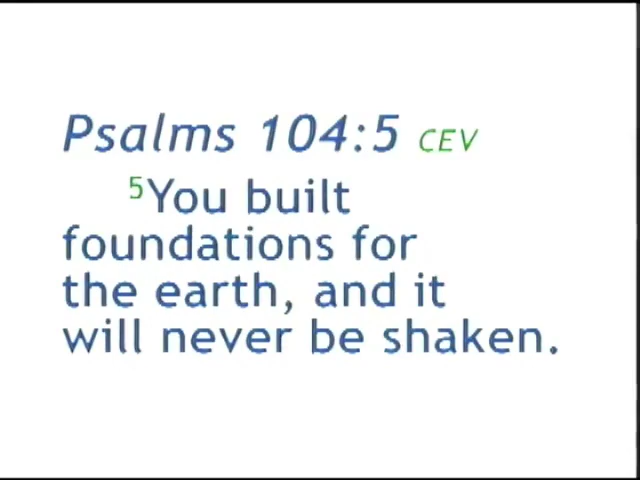 Psalms 104:5 CEV
5You built
foundations for
the earth, and it
will never be shaken.